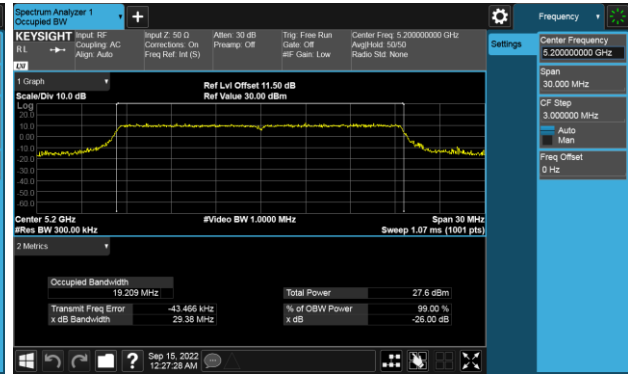 Spectrum Analyzer 1
Occupied BW
Frequency
KEYSIGHT
RL
Input: RF
Coupling: AC
Align: Auto
Input Z: 50 Ω
Corrections: On
Freq Ref: Int (S)
Atten: 30 dB
Preamp: Off
Trig: Free Run
Gate: Off
#IF Gain: Low
Center Freq: 5.200000000 GHz
Avg|Hold: 50/50
Radio Std: None
LXI
1 Graph
Scale/Div 10.0 dB
Ref Lvl Offset 11.50 dB
Ref Value 30.00 dBm
Log
20.0
10.0
0.00
-10.0
-20.0
-30.0
-40.0
-50.0
-60.0
Center 5.2 GHz
#Res BW 300.00 kHz
#Video BW 1.0000 MHz
Span 30 MHz
Sweep 1.07 ms (1001 pts)
2 Metrics
Occupied Bandwidth
19.209 MHz
Transmit Freq Error -43.466 kHz
x dB Bandwidth 29.38 MHz
Total Power 27.6 dBm
% of OBW Power 99.00 %
x dB -26.00 dB
Sep 15, 2022
12:27:28 AM
Settings
Center Frequency
5.200000000 GHz
Span
30.000 MHz
CF Step
3.000000 MHz
Auto
Man
Freq Offset
0 Hz